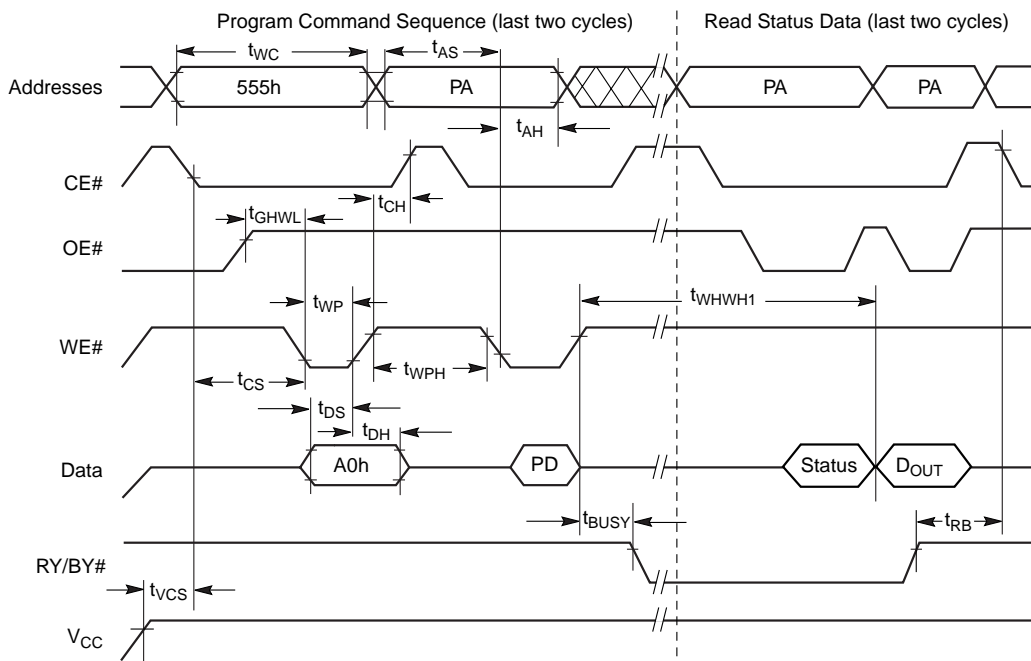 Program Command Sequence (last two cycles) Read Status Data (last two cycles)
tWC tAS
Addresses 555h PA PA PA
tAH
CE#
tCH
tGHWL
OE#
tWP tWHWH1
WE#
tCS tWPH
tDS
tDH
Data A0h PD Status DOUT
tBUSY tRB
RY/BY#
tVCS
VCC